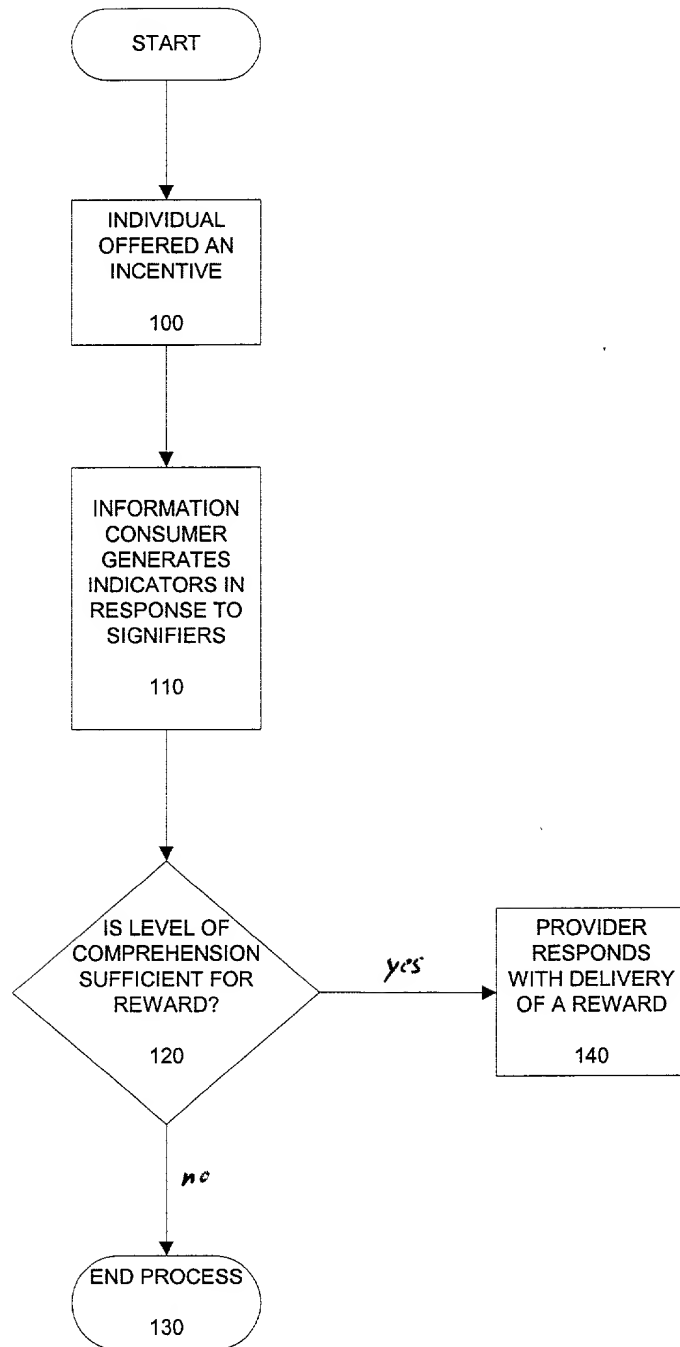 START
INDIVIDUAL
OFFERED AN
INCENTIVE
100
INFORMATION
CONSUMER
GENERATES
INDICATORS IN
RESPONSE TO
SIGNIFIERS
110
IS LEVEL OF
COMPREHENSION
SUFFICIENT FOR
REWARD?
120
yes
PROVIDER
RESPONDS
WITH DELIVERY
OF A REWARD
140
no
END PROCESS
130